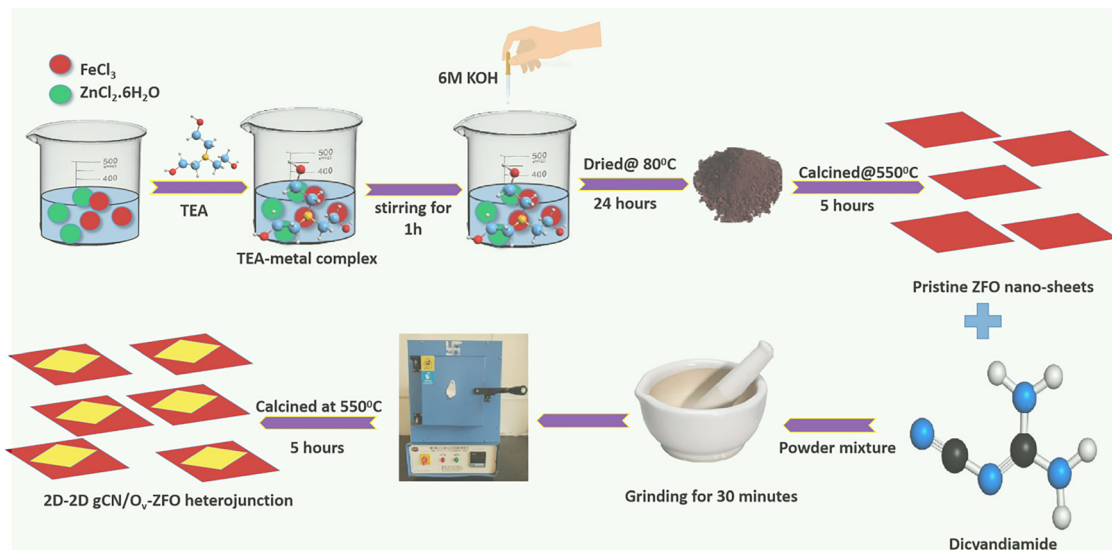 FeCl₃
ZnCl₂.6H₂O
500
400
TEA
500
400
TEA-metal complex
stirring for
1h
6M KOH
500
400
Dried@ 80⁰C
24 hours
Calcined@550⁰C
5 hours
Pristine ZFO nano-sheets
Dicyandiamide
Powder mixture
Grinding for 30 minutes
Calcined at 550⁰C
5 hours
2D-2D gCN/Oᵥ-ZFO heterojunction